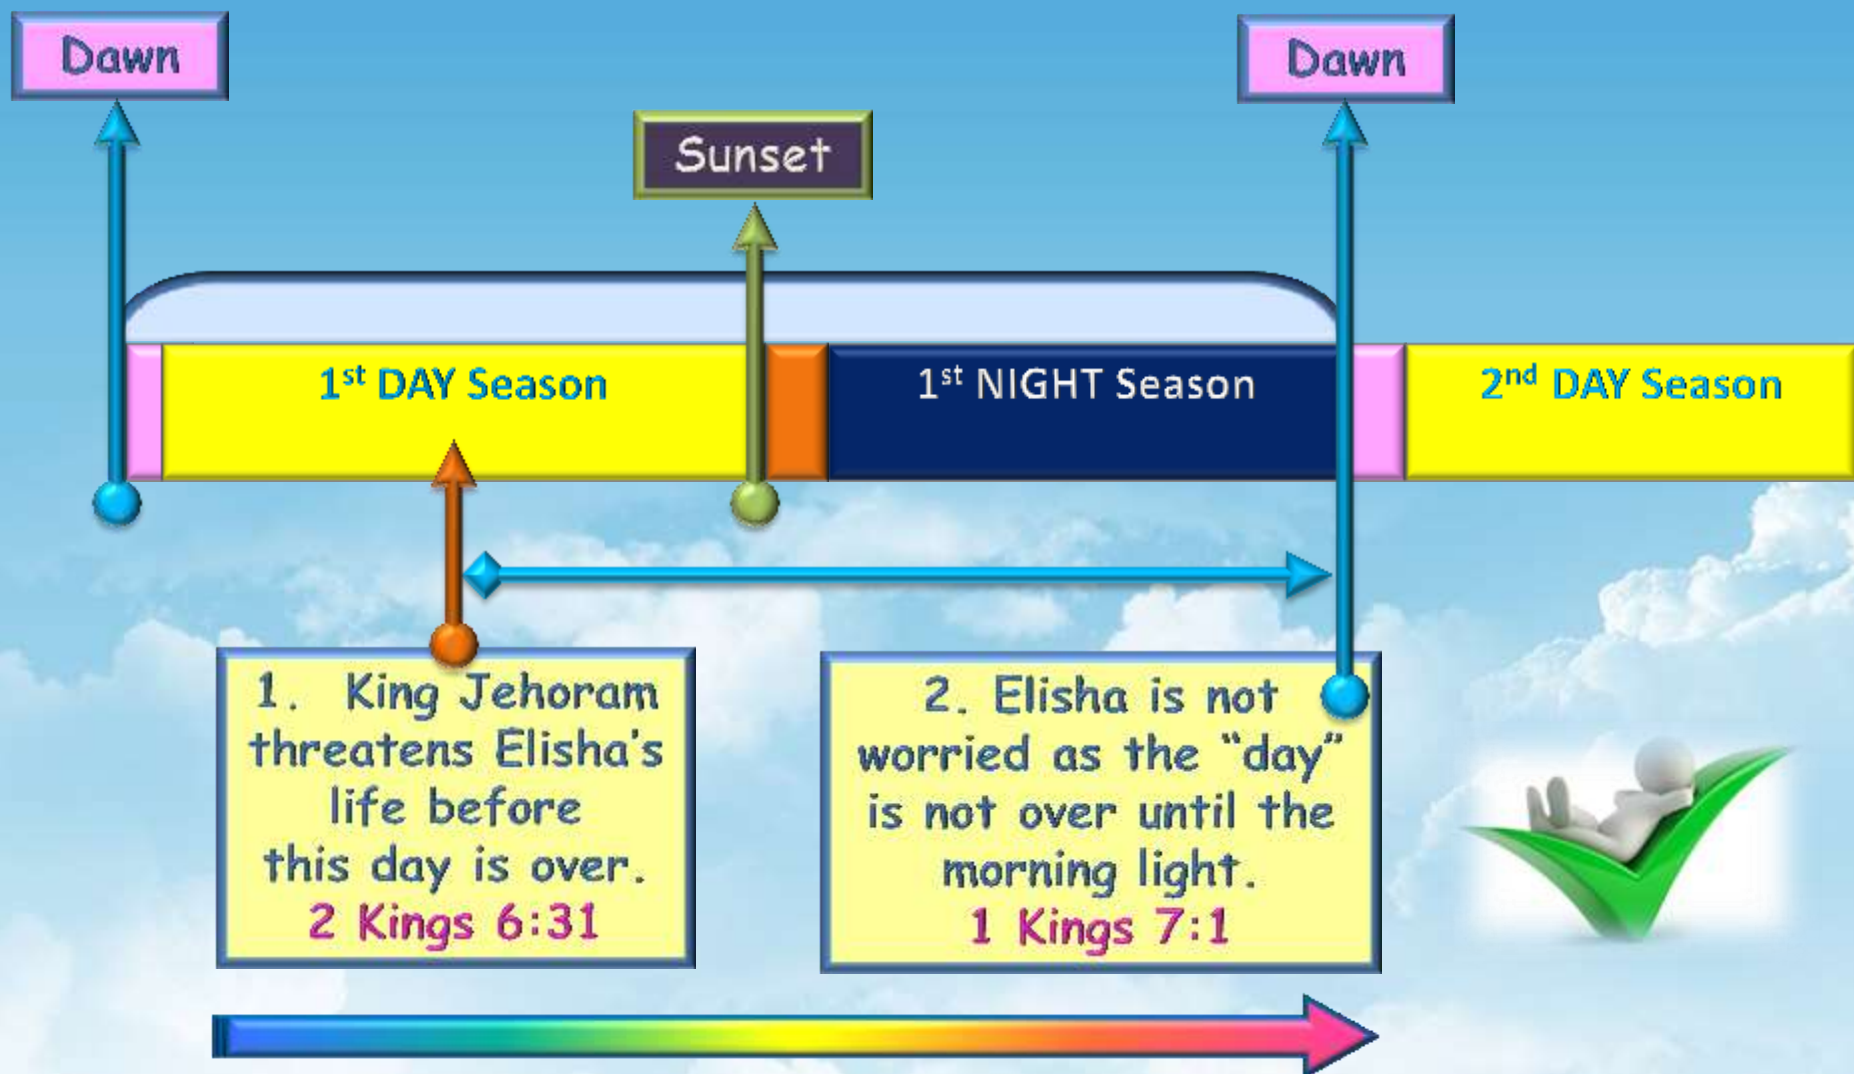 Dawn
Dawn
Sunset
1st DAY Season
1st NIGHT Season
2nd DAY Season
1. King Jehoram
threatens Elisha's
life before
this day is over.
2 Kings 6:31
2. Elisha is not
worried as the “day”
is not over until the
morning light.
1 Kings 7:1